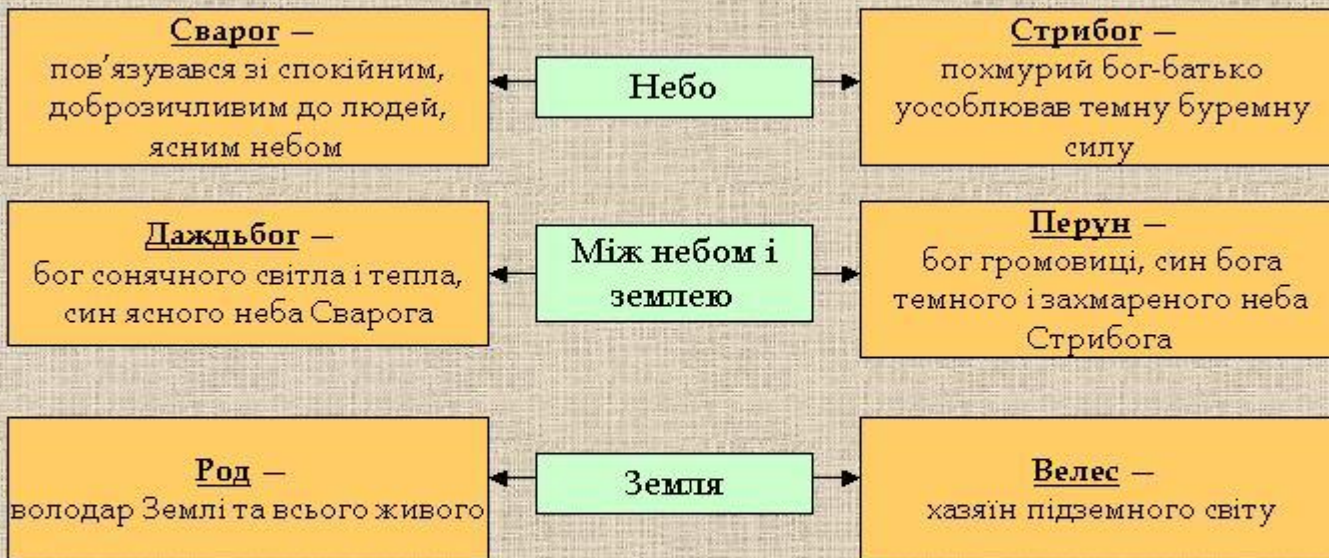 Сварог –
пов’язувався зі спокійним,
доброзичливим до людей,
ясним небом
Небо
Стрибог –
похмурий бог-батько
уособлював темну буремну
силу
Даждьбог –
бог сонячного світла і тепла,
син ясного неба Сварога
Між небом і
землею
Перун –
бог громовиці, син бога
темного і захмареного неба
Стрибога
Род –
володар Землі та всього живого
Земля
Велес –
хазяїн підземного світу